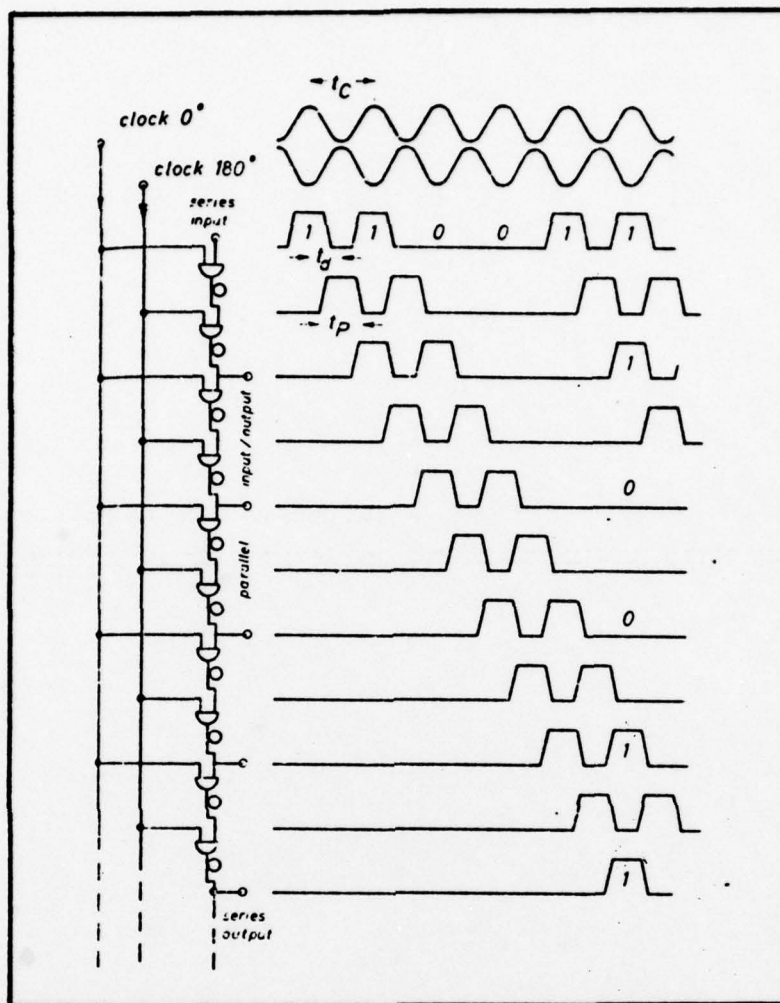 t_C
clock 0°
clock 180°
series
input
1 1 0 0 1 1
t_d
t_p
1
parallel input/output
0
0
1
1
series
output